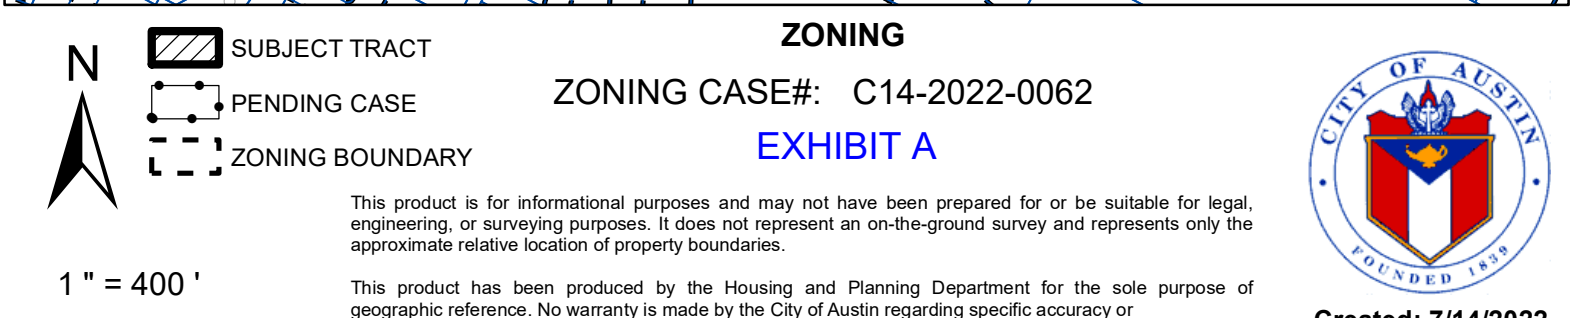 ZONING
N
SUBJECT TRACT
PENDING CASE
ZONING BOUNDARY
ZONING CASE#: C14-2022-0062
EXHIBIT A
1 " = 400 '
This product is for informational purposes and may not have been prepared for or be suitable for legal,
engineering, or surveying purposes. It does not represent an on-the-ground survey and represents only the
approximate relative location of property boundaries.
This product has been produced by the Housing and Planning Department for the sole purpose of
geographic reference. No warranty is made by the City of Austin regarding specific accuracy or
CITY OF AUSTIN
FOUNDED 1839
Created: 7/14/2022